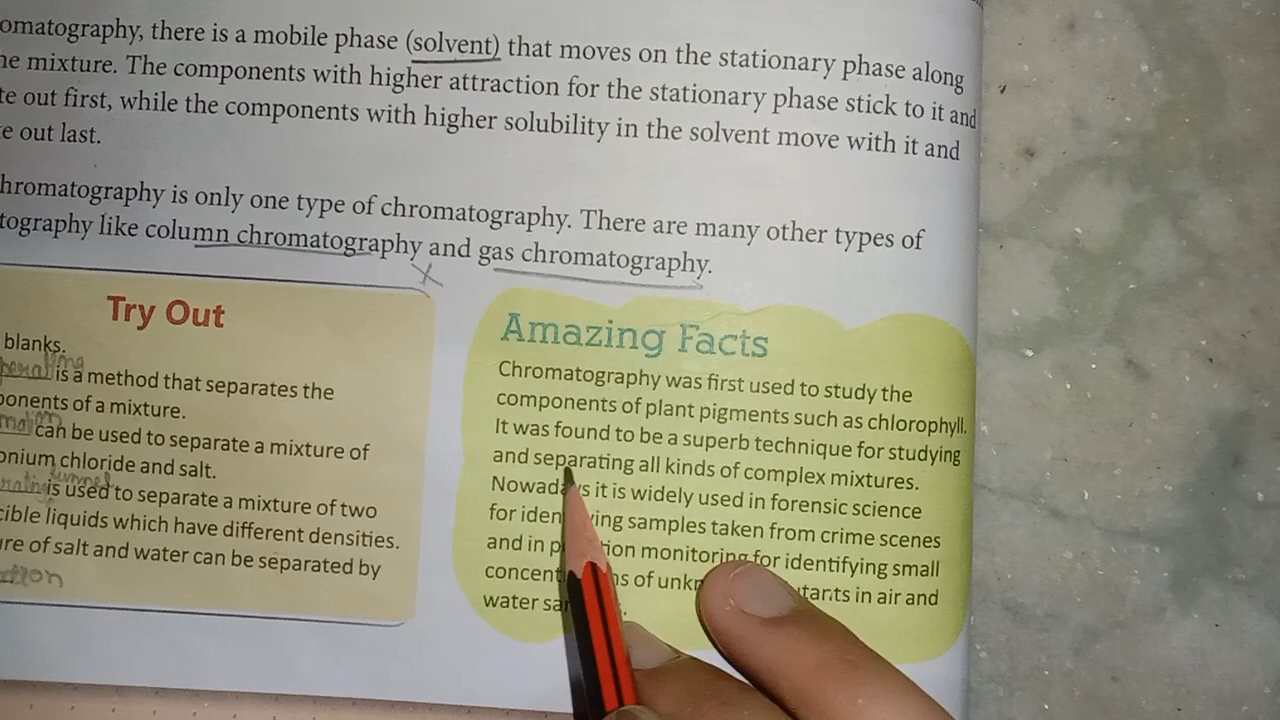 omatography, there is a mobile phase (solvent) that moves on the stationary phase along
he mixture. The components with higher attraction for the stationary phase stick to it and
te out first, while the components with higher solubility in the solvent move with it and
e out last.
hromatography is only one type of chromatography. There are many other types of
tography like column chromatography and gas chromatography.
Try Out
blanks.
is a method that separates the
ponents of a mixture.
can be used to separate a mixture of
onium chloride and salt.
is used to separate a mixture of two
cible liquids which have different densities.
ure of salt and water can be separated by
Amazing Facts
Chromatography was first used to study the
components of plant pigments such as chlorophyll.
It was found to be a superb technique for studying
and separating all kinds of complex mixtures.
Nowada s it is widely used in forensic science
for iden ying samples taken from crime scenes
and in p tion monitoring for identifying small
concent ns of unkn utants in air and
water sa .